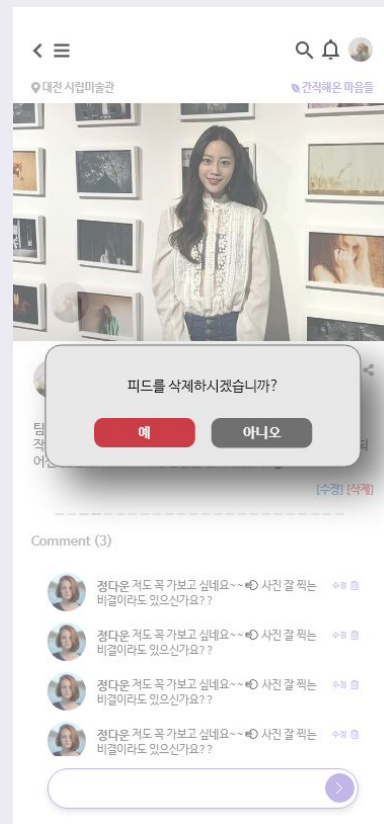 대전 시립미술관
간직해온 마음들
피드를 삭제하시겠습니까?
예
아니오
팀
작
되
어
[수정] [삭제]
Comment (3)
정다운 저도 꼭 가보고 싶네요~~ 사진 잘 찍는
수정
비결이라도 있으신가요??
정다운 저도 꼭 가보고 싶네요~~ 사진 잘 찍는
수정
비결이라도 있으신가요??
정다운 저도 꼭 가보고 싶네요~~ 사진 잘 찍는
수정
비결이라도 있으신가요??
정다운 저도 꼭 가보고 싶네요~~ 사진 잘 찍는
수정
비결이라도 있으신가요??